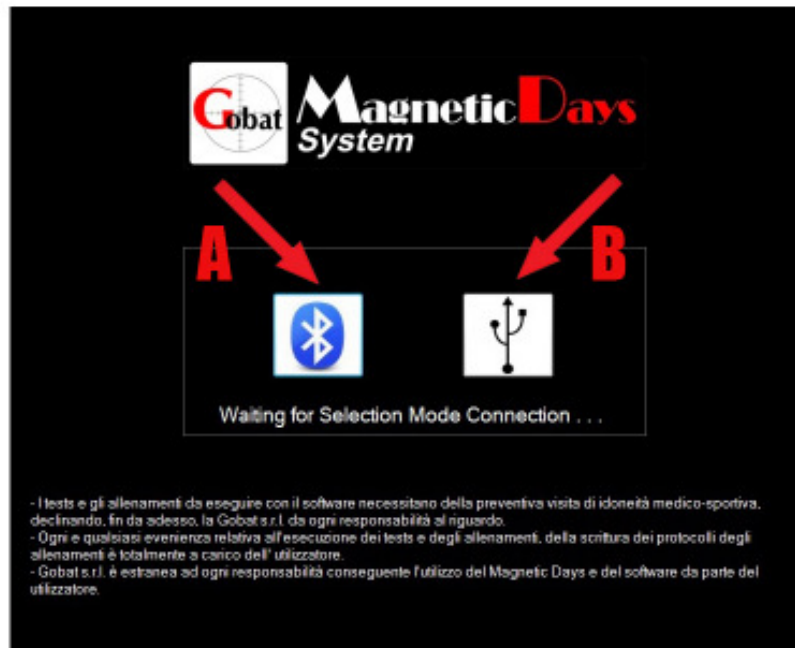 Gobat
MagneticDays
System
A
B
Waiting for Selection Mode Connection . . .
- I tests e gli allenamenti da eseguire con il software necessitano della preventiva visita di idoneità medico-sportiva,
declinando, fin da adesso, la Gobat s.r.l. da ogni responsabilità al riguardo.
- Ogni e qualsiasi evenienza relativa all'esecuzione dei tests e degli allenamenti, della scrittura dei protocolli degli
allenamenti è totalmente a carico dell' utilizzatore.
- Gobat s.r.l. è estranea ad ogni responsabilità conseguente l'utilizzo del Magnetic Days e del software da parte del
utilizzatore.